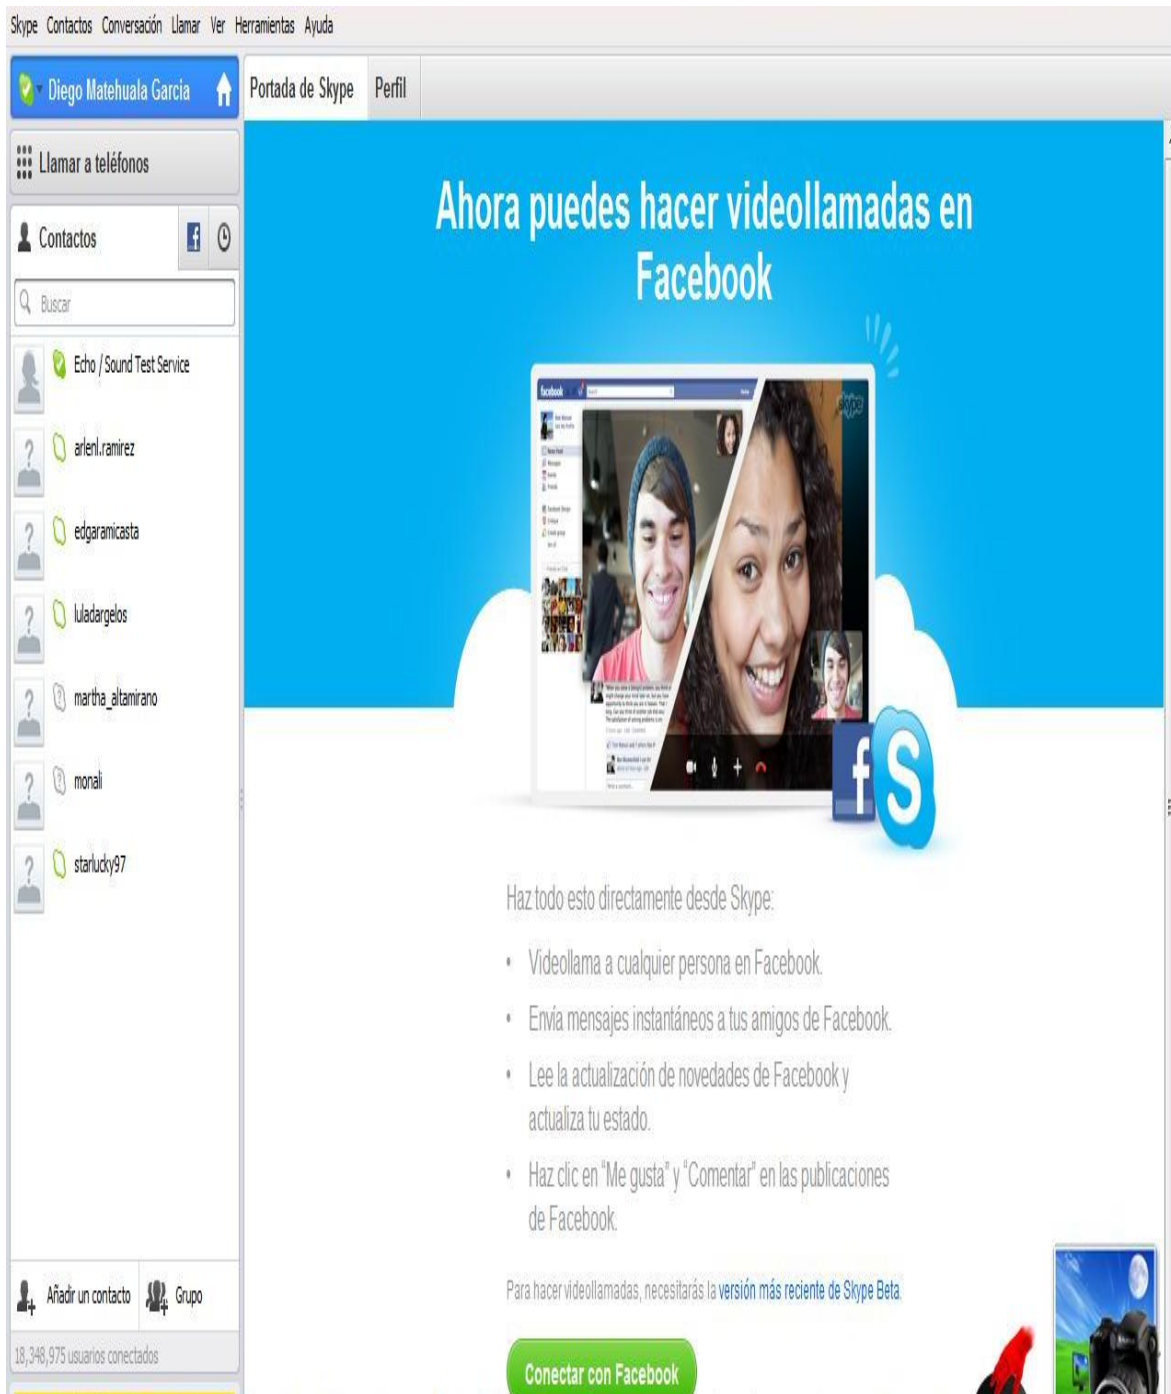 Skype Contactos Conversación Llamar Ver Herramientas Ayuda
Diego Matehuala Garcia
Portada de Skype Perfil
Llamar a teléfonos
Contactos
Buscar
Echo / Sound Test Service
arlenl.ramirez
edgaramicasta
luladargelos
martha_altamirano
monali
starlucky97
Añadir un contacto Grupo
18,348,975 usuarios conectados
Ahora puedes hacer videollamadas en
Facebook
facebook
skype
Haz todo esto directamente desde Skype:
• Videollama a cualquier persona en Facebook.
• Envía mensajes instantáneos a tus amigos de Facebook.
• Lee la actualización de novedades de Facebook y
actualiza tu estado.
• Haz clic en “Me gusta” y “Comentar” en las publicaciones
de Facebook.
Para hacer videollamadas, necesitarás la versión más reciente de Skype Beta.
Conectar con Facebook